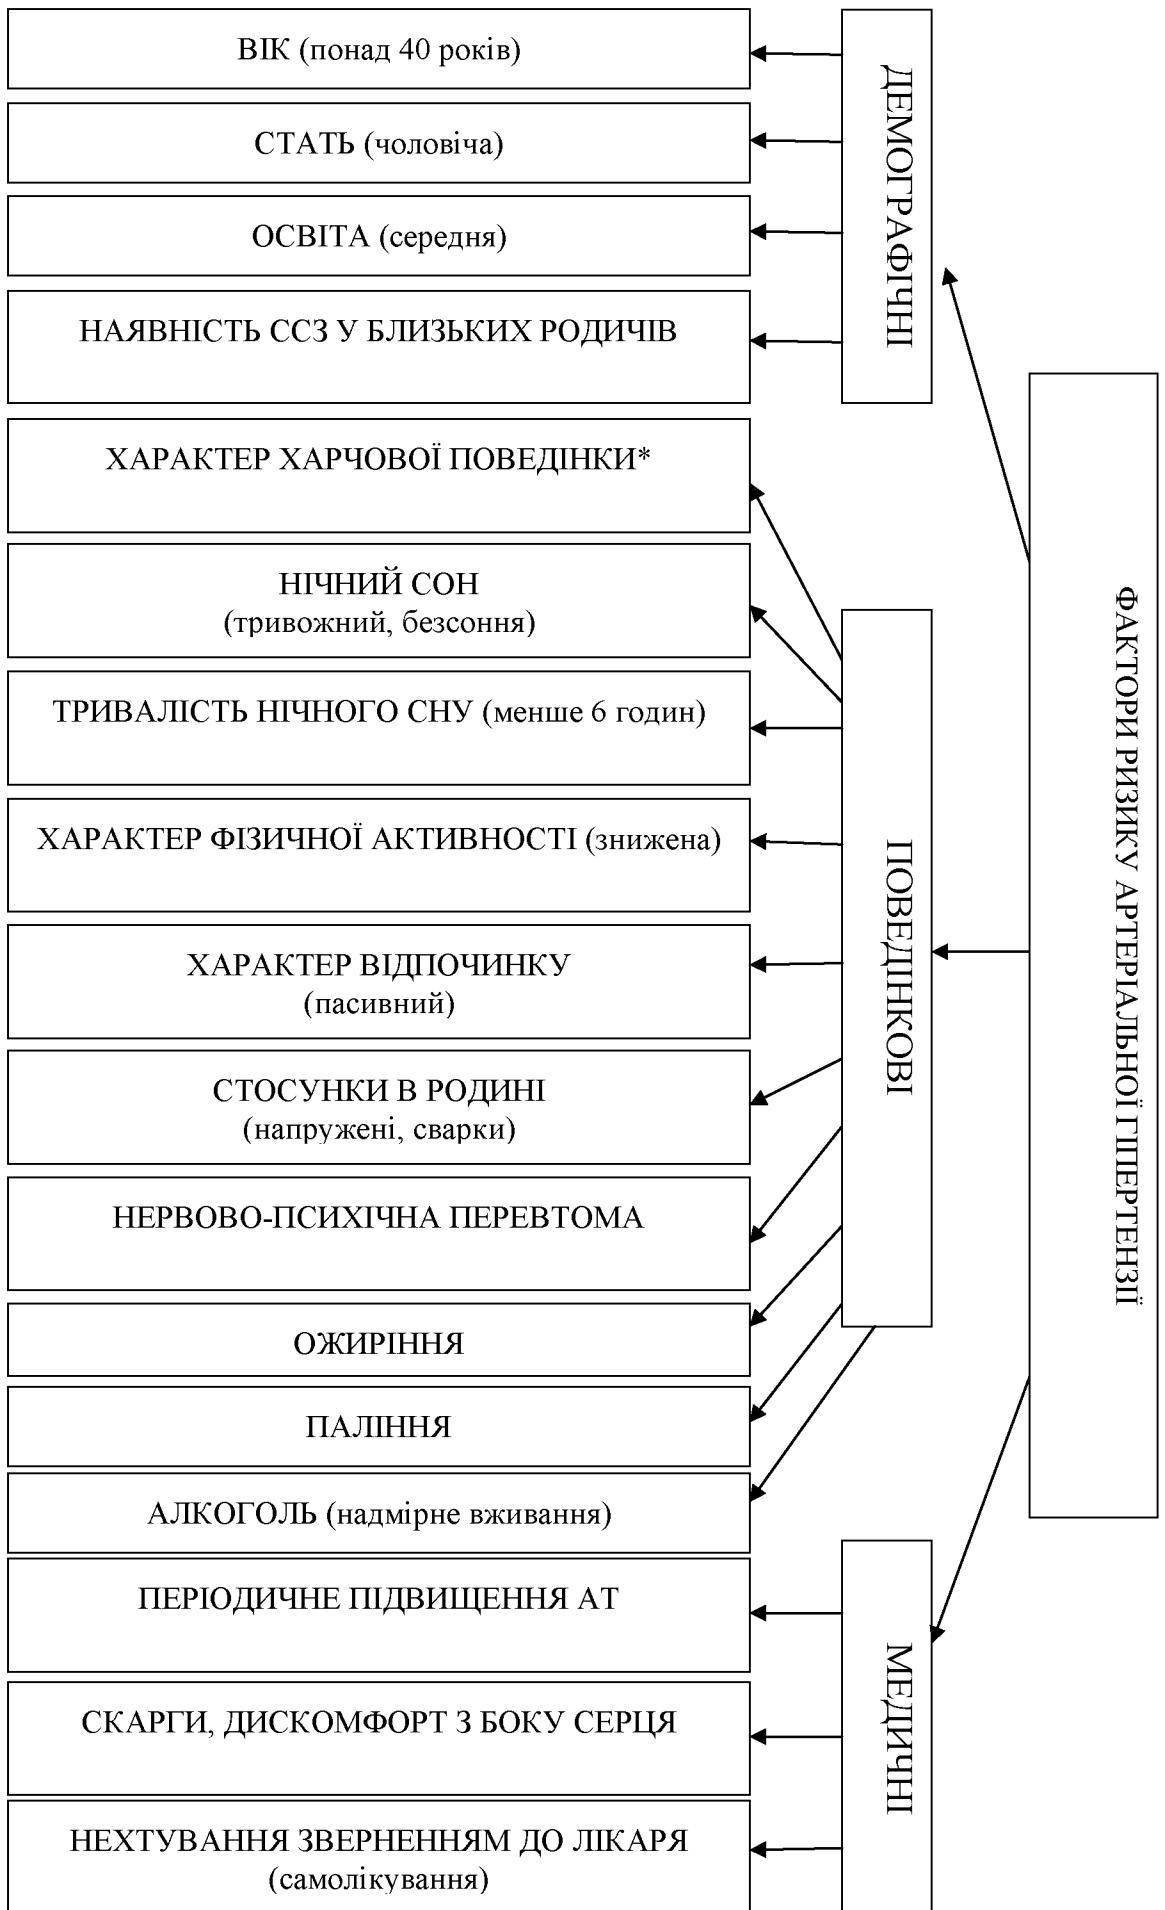 ВІК (понад 40 років)
СТАТЬ (чоловіча)
ОСВІТА (середня)
НАЯВНІСТЬ ССЗ У БЛИЗЬКИХ РОДИЧІВ
ДЕМОГРАФІЧНІ
ХАРАКТЕР ХАРЧОВОЇ ПОВЕДІНКИ*
НІЧНИЙ СОН
(тривожний, безсоння)
ТРИВАЛІСТЬ НІЧНОГО СНУ (менше 6 годин)
ХАРАКТЕР ФІЗИЧНОЇ АКТИВНОСТІ (знижена)
ХАРАКТЕР ВІДПОЧИНКУ
(пасивний)
СТОСУНКИ В РОДИНІ
(напружені, сварки)
НЕРВОВО-ПСИХІЧНА ПЕРЕВТОМА
ОЖИРІННЯ
ПАЛІННЯ
АЛКОГОЛЬ (надмірне вживання)
ПОВЕДІНКОВІ
ПЕРІОДИЧНЕ ПІДВИЩЕННЯ АТ
СКАРГИ, ДИСКОМФОРТ З БОКУ СЕРЦЯ
НЕХТУВАННЯ ЗВЕРНЕННЯМ ДО ЛІКАРЯ
(самолікування)
МЕДИЧНІ
ФАКТОРИ РИЗИКУ АРТЕРІАЛЬНОЇ ГІПЕРТЕНЗІЇ